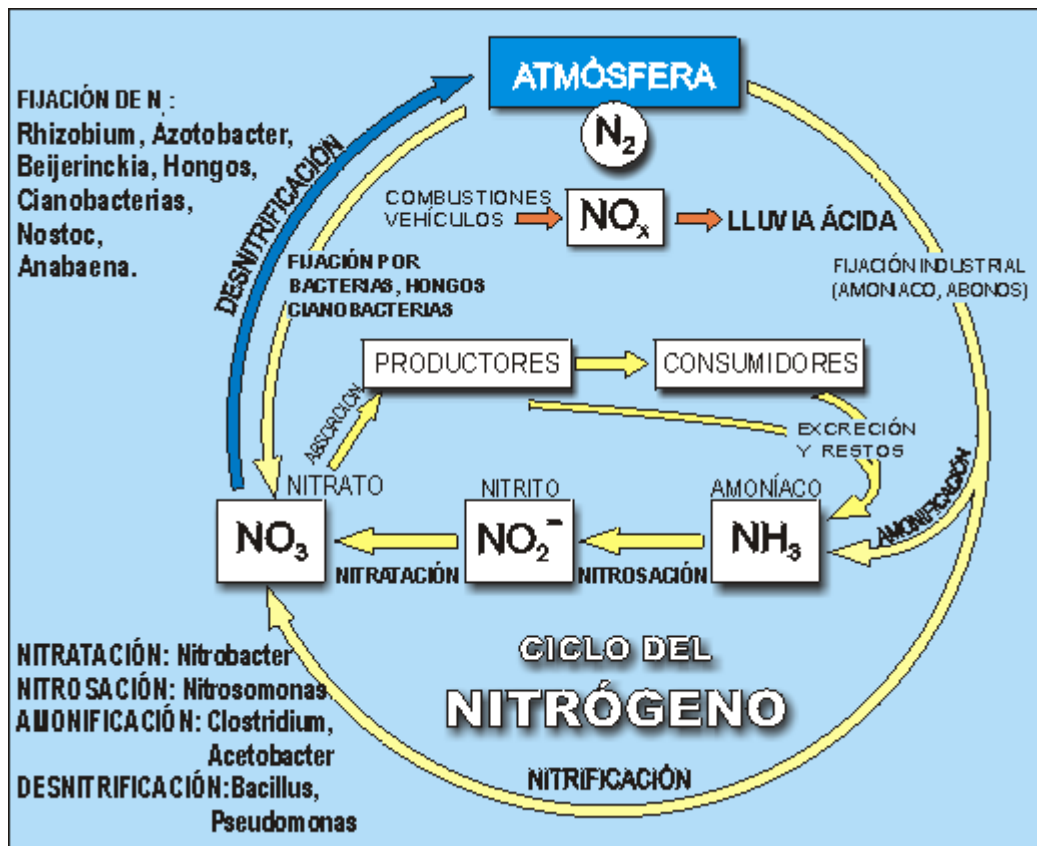 ATMÓSFERA
N₂
FIJACIÓN DE N :
Rhizobium, Azotobacter,
Beijerinckia, Hongos,
Cianobacterias,
Nostoc,
Anabaena.
DESNITRIFICACIÓN
COMBUSTIONES
VEHÍCULOS
NOₓ
LLUVIA ÁCIDA
FIJACIÓN POR
BACTERIAS, HONGOS
CIANOBACTERIAS
FIJACIÓN INDUSTRIAL
(AMONIACO, ABONOS)
PRODUCTORES
CONSUMIDORES
ABSORCIÓN
EXCRECIÓN
Y RESTOS
NITRATO
NO₃
NITRITO
NO₂⁻
AMONÍACO
NH₃
AMONIFICACIÓN
NITRATACIÓN
NITROSACIÓN
CICLO DEL
NITRÓGENO
NITRIFICACIÓN
NITRATACIÓN: Nitrobacter
NITROSACIÓN: Nitrosomonas.
AMONIFICACIÓN: Clostridium,
Acetobacter
DESNITRIFICACIÓN:Bacillus,
Pseudomonas